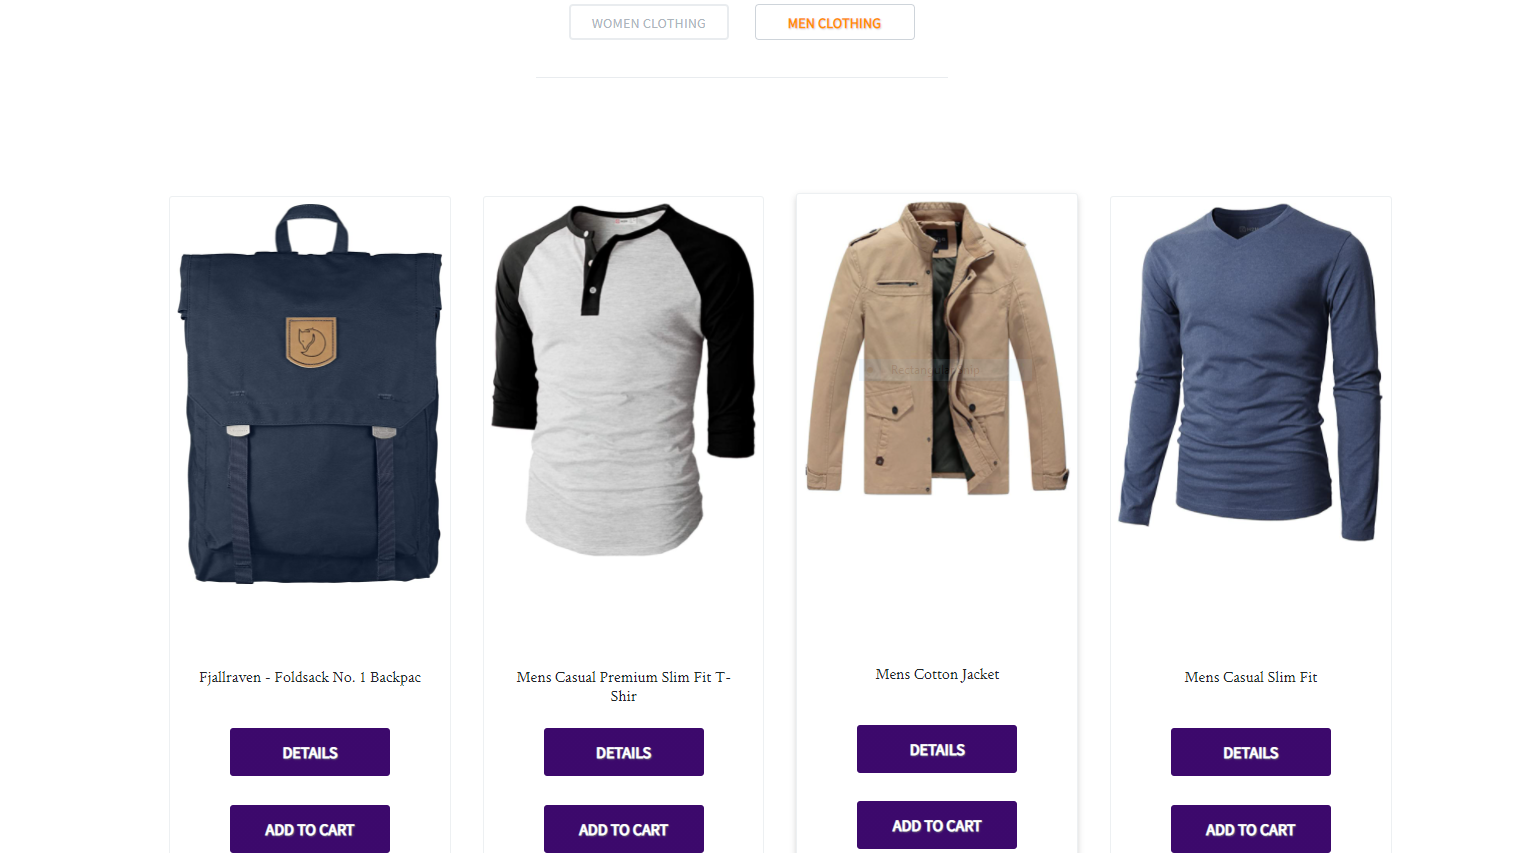 WOMEN CLOTHING
MEN CLOTHING
Fjallraven - Foldsack No. 1 Backpac
Mens Casual Premium Slim Fit T-
Shir
Mens Cotton Jacket
Mens Casual Slim Fit
DETAILS
DETAILS
DETAILS
DETAILS
ADD TO CART
ADD TO CART
ADD TO CART
ADD TO CART